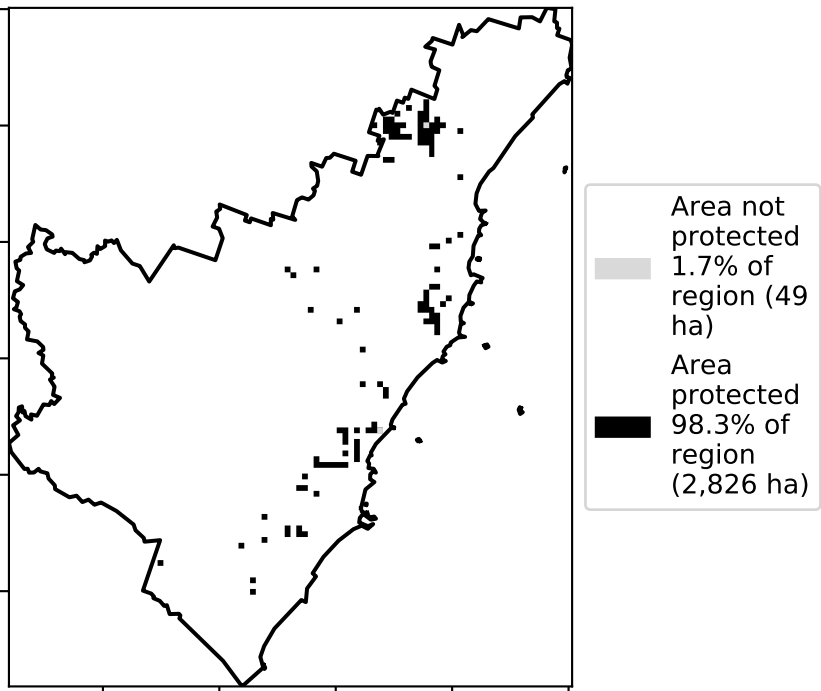 Area not
protected
1.7% of
region (49
ha)
Area
protected
98.3% of
region
(2,826 ha)